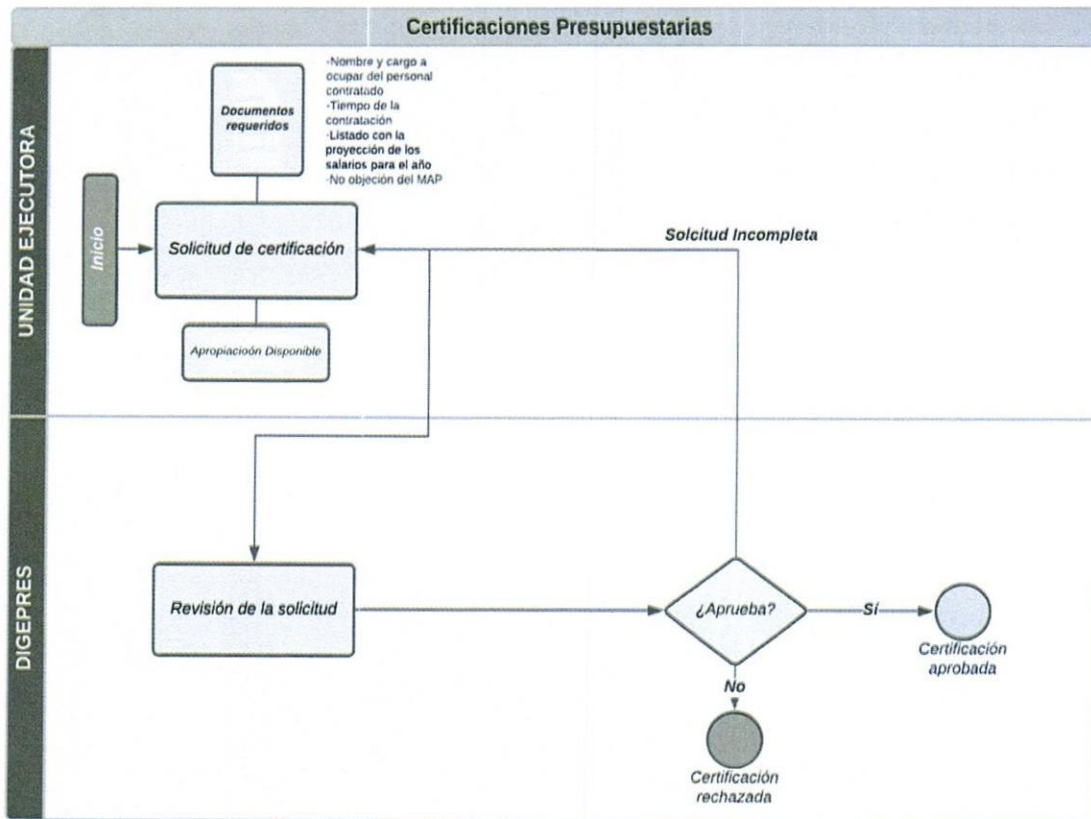 Certificaciones Presupuestarias
UNIDAD EJECUTORA
Documentos
requeridos
-Nombre y cargo a
ocupar del personal
contratado
-Tiempo de la
contratación
-Listado con la
proyección de los
salarios para el año
-No objeción del MAP
Inicio
Solicitud de certificación
Solcitud Incompleta
Apropiacioón Disponible
DIGEPRES
Revisión de la solicitud
¿Aprueba?
Sí
Certificación
aprobada
No
Certificación
rechazada